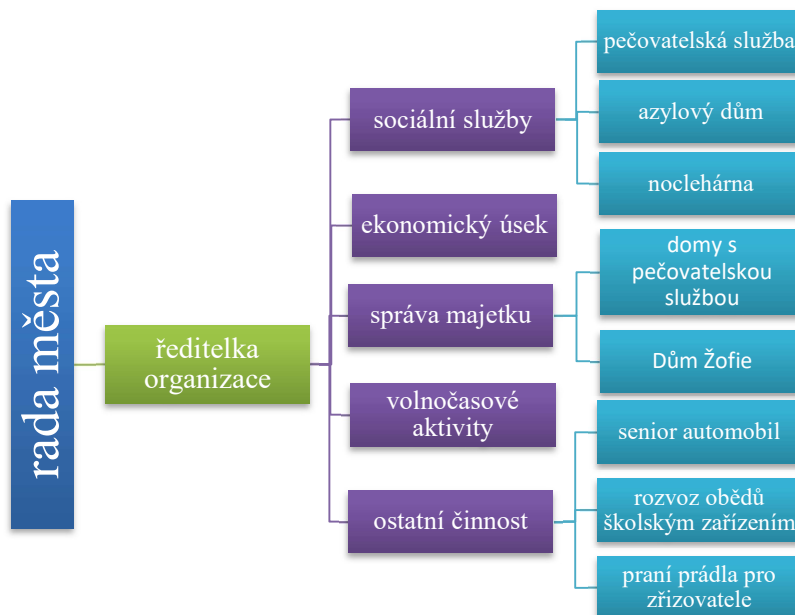 rada města
ředitelka
organizace
sociální služby
pečovatelská služba
azylový dům
noclehárna
ekonomický úsek
správa majetku
domy s
pečovatelskou
službou
Dům Žofie
volnočasové
aktivity
ostatní činnost
senior automobil
rozvoz obědů
školským zařízením
praní prádla pro
zřizovatele